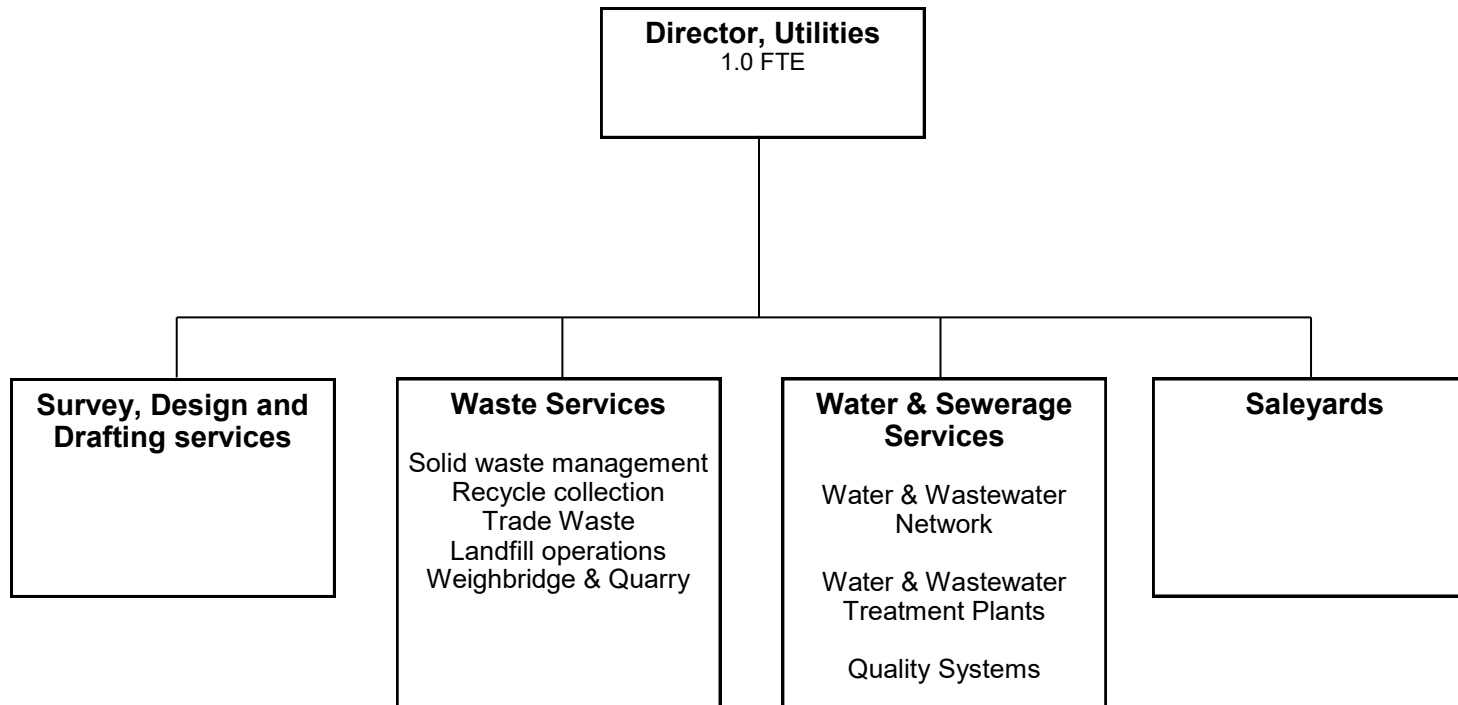 Director, Utilities
1.0 FTE
Survey, Design and
Drafting services
Waste Services
Solid waste management
Recycle collection
Trade Waste
Landfill operations
Weighbridge & Quarry
Water & Sewerage
Services
Water & Wastewater
Network
Water & Wastewater
Treatment Plants
Quality Systems
Saleyards